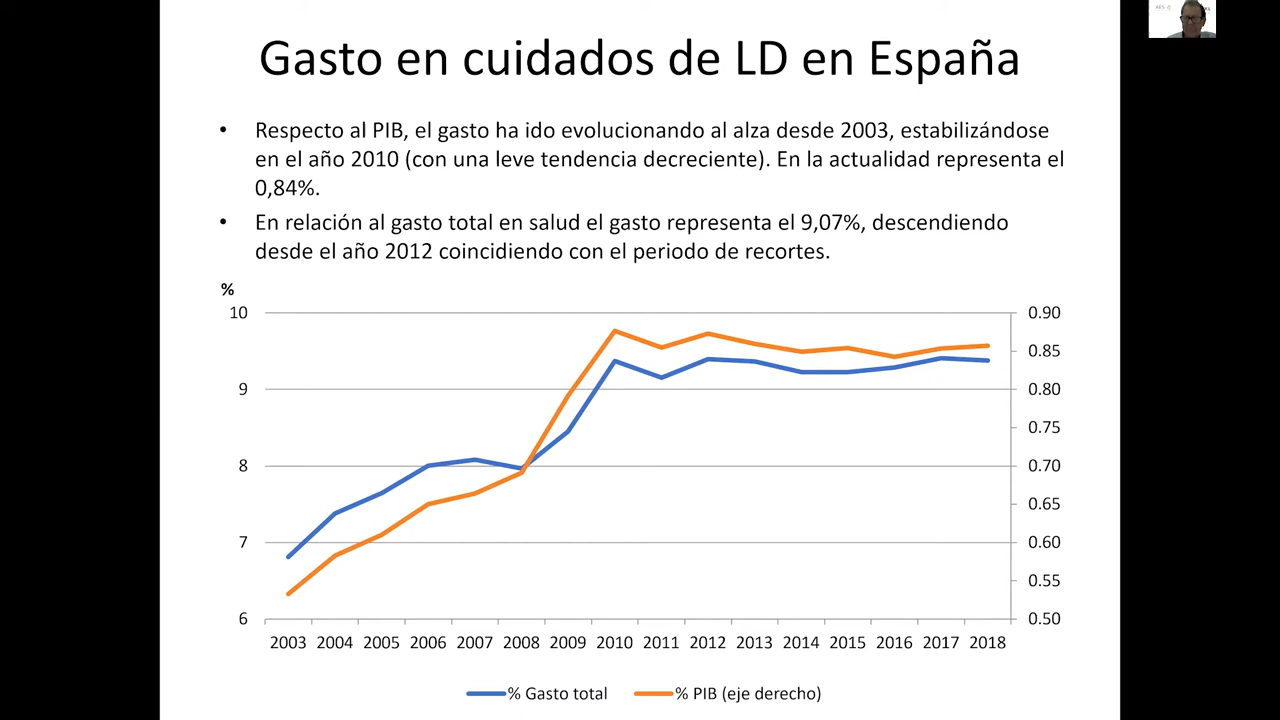 Gasto en cuidados de LD en España
• Respecto al PIB, el gasto ha ido evolucionando al alza desde 2003, estabilizándose
en el año 2010 (con una leve tendencia decreciente). En la actualidad representa el
0,84%.
• En relación al gasto total en salud el gasto representa el 9,07%, descendiendo
desde el año 2012 coincidiendo con el periodo de recortes.
%
10 0.90
0.85
9 0.80
0.75
8 0.70
0.65
7 0.60
0.55
6 0.50
2003 2004 2005 2006 2007 2008 2009 2010 2011 2012 2013 2014 2015 2016 2017 2018
% Gasto total % PIB (eje derecho)